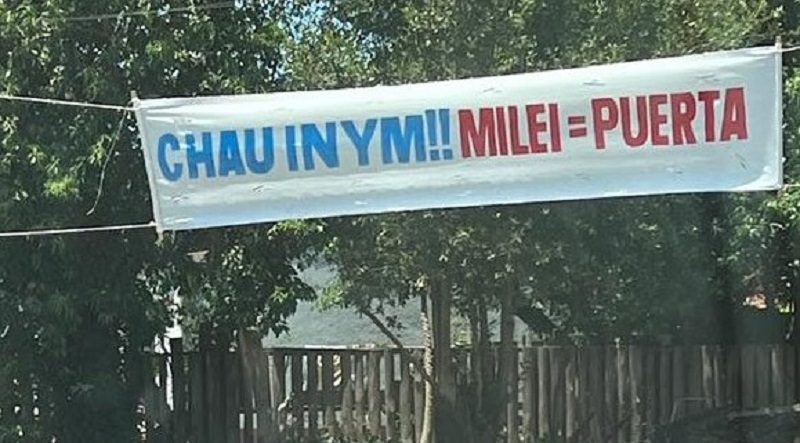 CHAU INYM!! MILEI = PUERTA